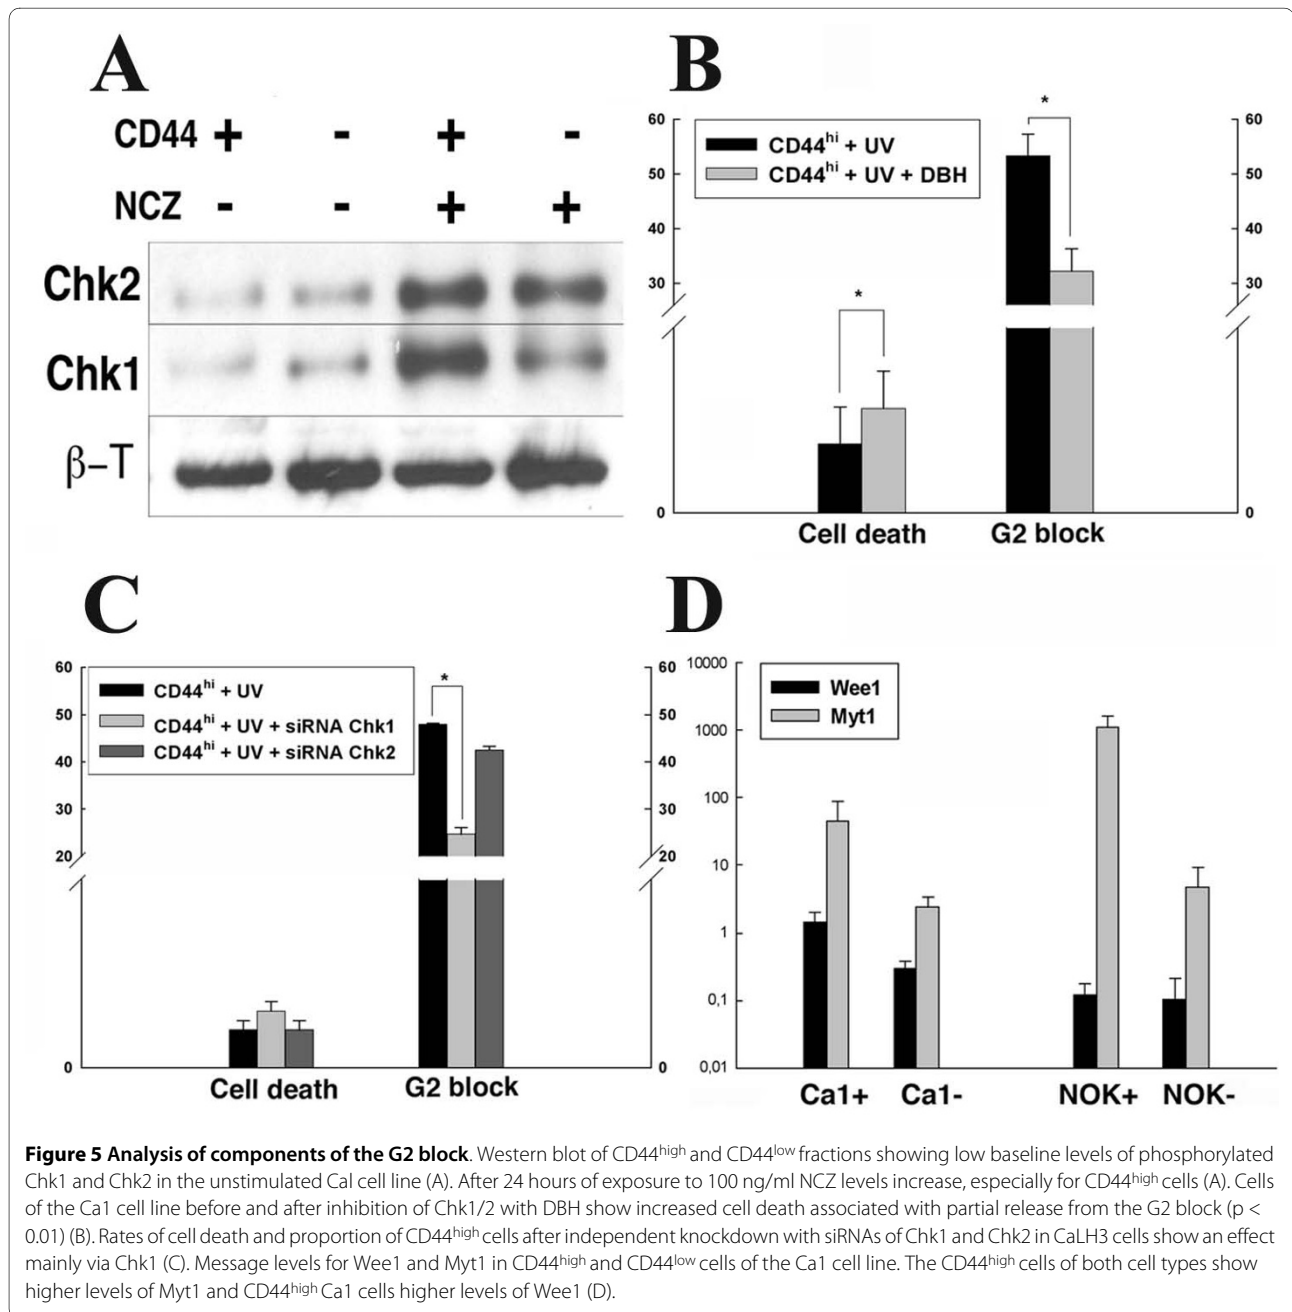 A
CD44 + - + -
NCZ - - + +
Chk2
Chk1
β–T
B
*
60 60
CD44hi + UV
CD44hi + UV + DBH
50 50
40 40
30 30
*
0 0
Cell death G2 block
C
60 60
*
CD44hi + UV
CD44hi + UV + siRNA Chk1
CD44hi + UV + siRNA Chk2
50 50
40 40
30 30
20 20
0 0
Cell death G2 block
D
10000
Wee1
Myt1
1000
100
10
1
0,1
0,01
Ca1+ Ca1- NOK+ NOK-
Figure 5 Analysis of components of the G2 block. Western blot of CD44high and CD44low fractions showing low baseline levels of phosphorylated
Chk1 and Chk2 in the unstimulated CaI cell line (A). After 24 hours of exposure to 100 ng/ml NCZ levels increase, especially for CD44high cells (A). Cells
of the Ca1 cell line before and after inhibition of Chk1/2 with DBH show increased cell death associated with partial release from the G2 block (p <
0.01) (B). Rates of cell death and proportion of CD44high cells after independent knockdown with siRNAs of Chk1 and Chk2 in CaLH3 cells show an effect
mainly via Chk1 (C). Message levels for Wee1 and Myt1 in CD44high and CD44low cells of the Ca1 cell line. The CD44high cells of both cell types show
higher levels of Myt1 and CD44high Ca1 cells higher levels of Wee1 (D).